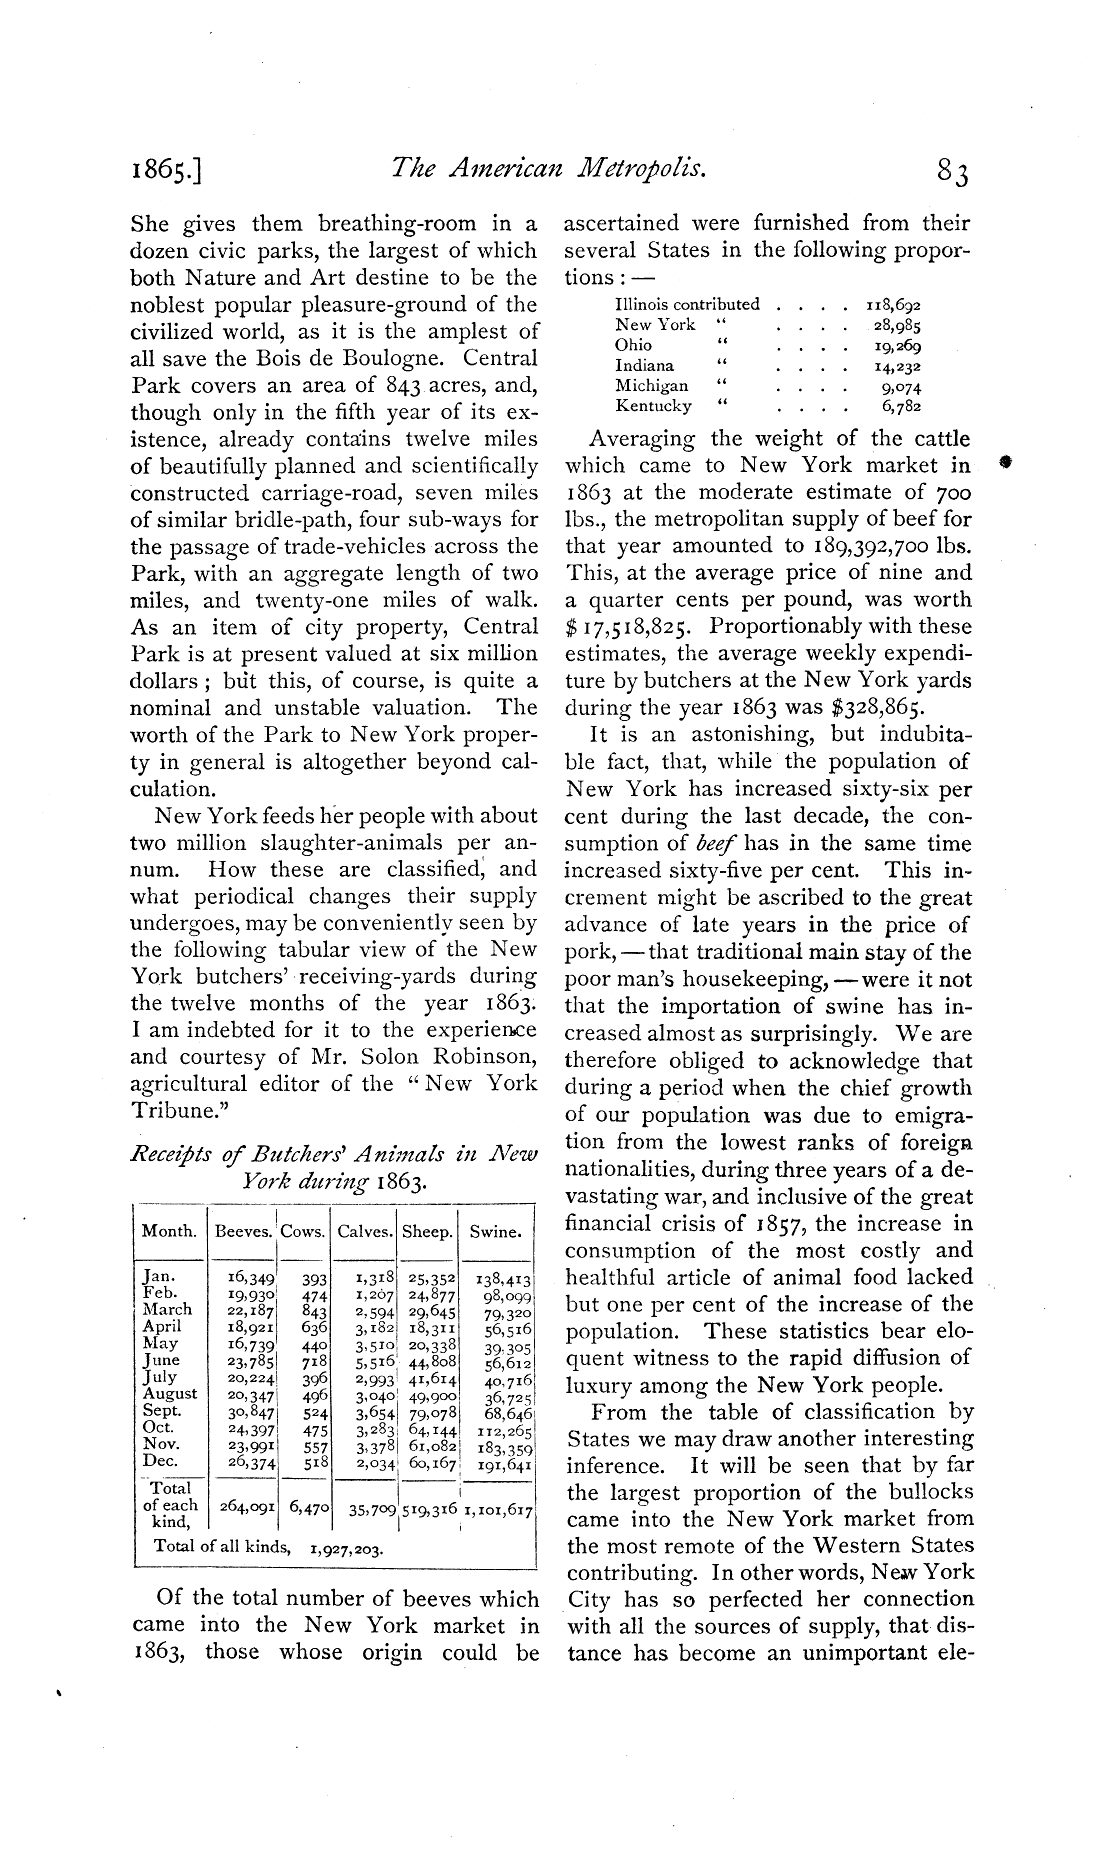 1865.] The American Metropolis. 83
She gives them breathing-room in a
dozen civic parks, the largest of which
both Nature and Art destine to be the
noblest popular pleasure-ground of the
civilized world, as it is the amplest of
all save the Bois de Boulogne. Central
Park covers an area of 843 acres, and,
though only in the fifth year of its ex-
istence, already contains twelve miles
of beautifully planned and scientifically
constructed carriage-road, seven miles
of similar bridle-path, four sub-ways for
the passage of trade-vehicles across the
Park, with an aggregate length of two
miles, and twenty-one miles of walk.
As an item of city property, Central
Park is at present valued at six million
dollars ; but this, of course, is quite a
nominal and unstable valuation. The
worth of the Park to New York proper-
ty in general is altogether beyond cal-
culation.
New York feeds her people with about
two million slaughter-animals per an-
num. How these are classified, and
what periodical changes their supply
undergoes, may be conveniently seen by
the following tabular view of the New
York butchers' receiving-yards during
the twelve months of the year 1863.
I am indebted for it to the experience
and courtesy of Mr. Solon Robinson,
agricultural editor of the “ New York
Tribune.”
Receipts of Butchers' Animals in New
York during 1863.
Month. Beeves. Cows. Calves. Sheep. Swine.
Jan. 16,349 393 1,318 25,352 138,413
Feb. 19,930 474 1,207 24,877 98,099
March 22,187 843 2,594 29,645 79,320
April 18,921 636 3,182 18,311 56,516
May 16,739 440 3,510 20,338 39,305
June 23,785 718 5,516 44,808 56,612
July 20,224 396 2,993 41,614 40,716
August 20,347 496 3,040 49,900 36,725
Sept. 30,847 524 3,654 79,078 68,646
Oct. 24,397 475 3,283 64,144 112,265
Nov. 23,991 557 3,378 61,082 183,359
Dec. 26,374 518 2,034 60,167 191,641
Total
of each 264,091 6,470 35,709 519,316 1,101,617
kind,
Total of all kinds, 1,927,203.
Of the total number of beeves which
came into the New York market in
1863, those whose origin could be
ascertained were furnished from their
several States in the following propor-
tions : —
Illinois contributed . . . . 118,692
New York “ . . . . 28,985
Ohio “ . . . . 19,269
Indiana “ . . . . 14,232
Michigan “ . . . . 9,074
Kentucky “ . . . . 6,782
Averaging the weight of the cattle
which came to New York market in
1863 at the moderate estimate of 700
lbs., the metropolitan supply of beef for
that year amounted to 189,392,700 lbs.
This, at the average price of nine and
a quarter cents per pound, was worth
$ 17,518,825. Proportionably with these
estimates, the average weekly expendi-
ture by butchers at the New York yards
during the year 1863 was $328,865.
It is an astonishing, but indubita-
ble fact, that, while the population of
New York has increased sixty-six per
cent during the last decade, the con-
sumption of beef has in the same time
increased sixty-five per cent. This in-
crement might be ascribed to the great
advance of late years in the price of
pork, — that traditional main stay of the
poor man's housekeeping, — were it not
that the importation of swine has in-
creased almost as surprisingly. We are
therefore obliged to acknowledge that
during a period when the chief growth
of our population was due to emigra-
tion from the lowest ranks of foreign
nationalities, during three years of a de-
vastating war, and inclusive of the great
financial crisis of 1857, the increase in
consumption of the most costly and
healthful article of animal food lacked
but one per cent of the increase of the
population. These statistics bear elo-
quent witness to the rapid diffusion of
luxury among the New York people.
From the table of classification by
States we may draw another interesting
inference. It will be seen that by far
the largest proportion of the bullocks
came into the New York market from
the most remote of the Western States
contributing. In other words, New York
City has so perfected her connection
with all the sources of supply, that dis-
tance has become an unimportant ele-